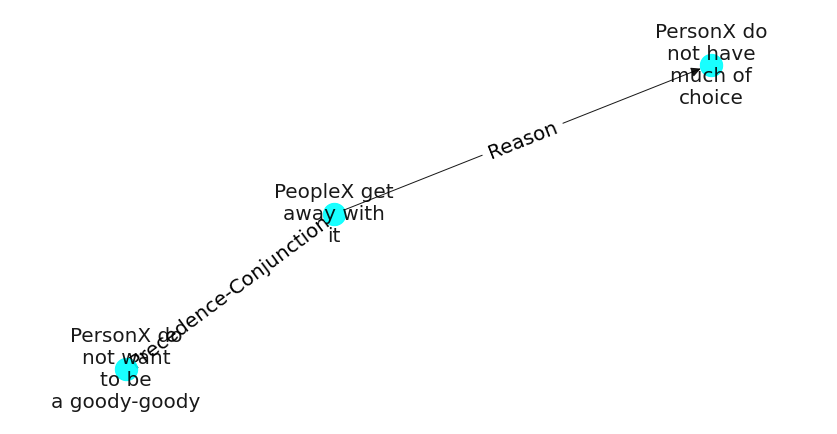 PersonX do
not have
much of
choice
Reason
PeopleX get
away with
it
Precedence-Conjunction
PersonX do
not want
to be
a goody-goody